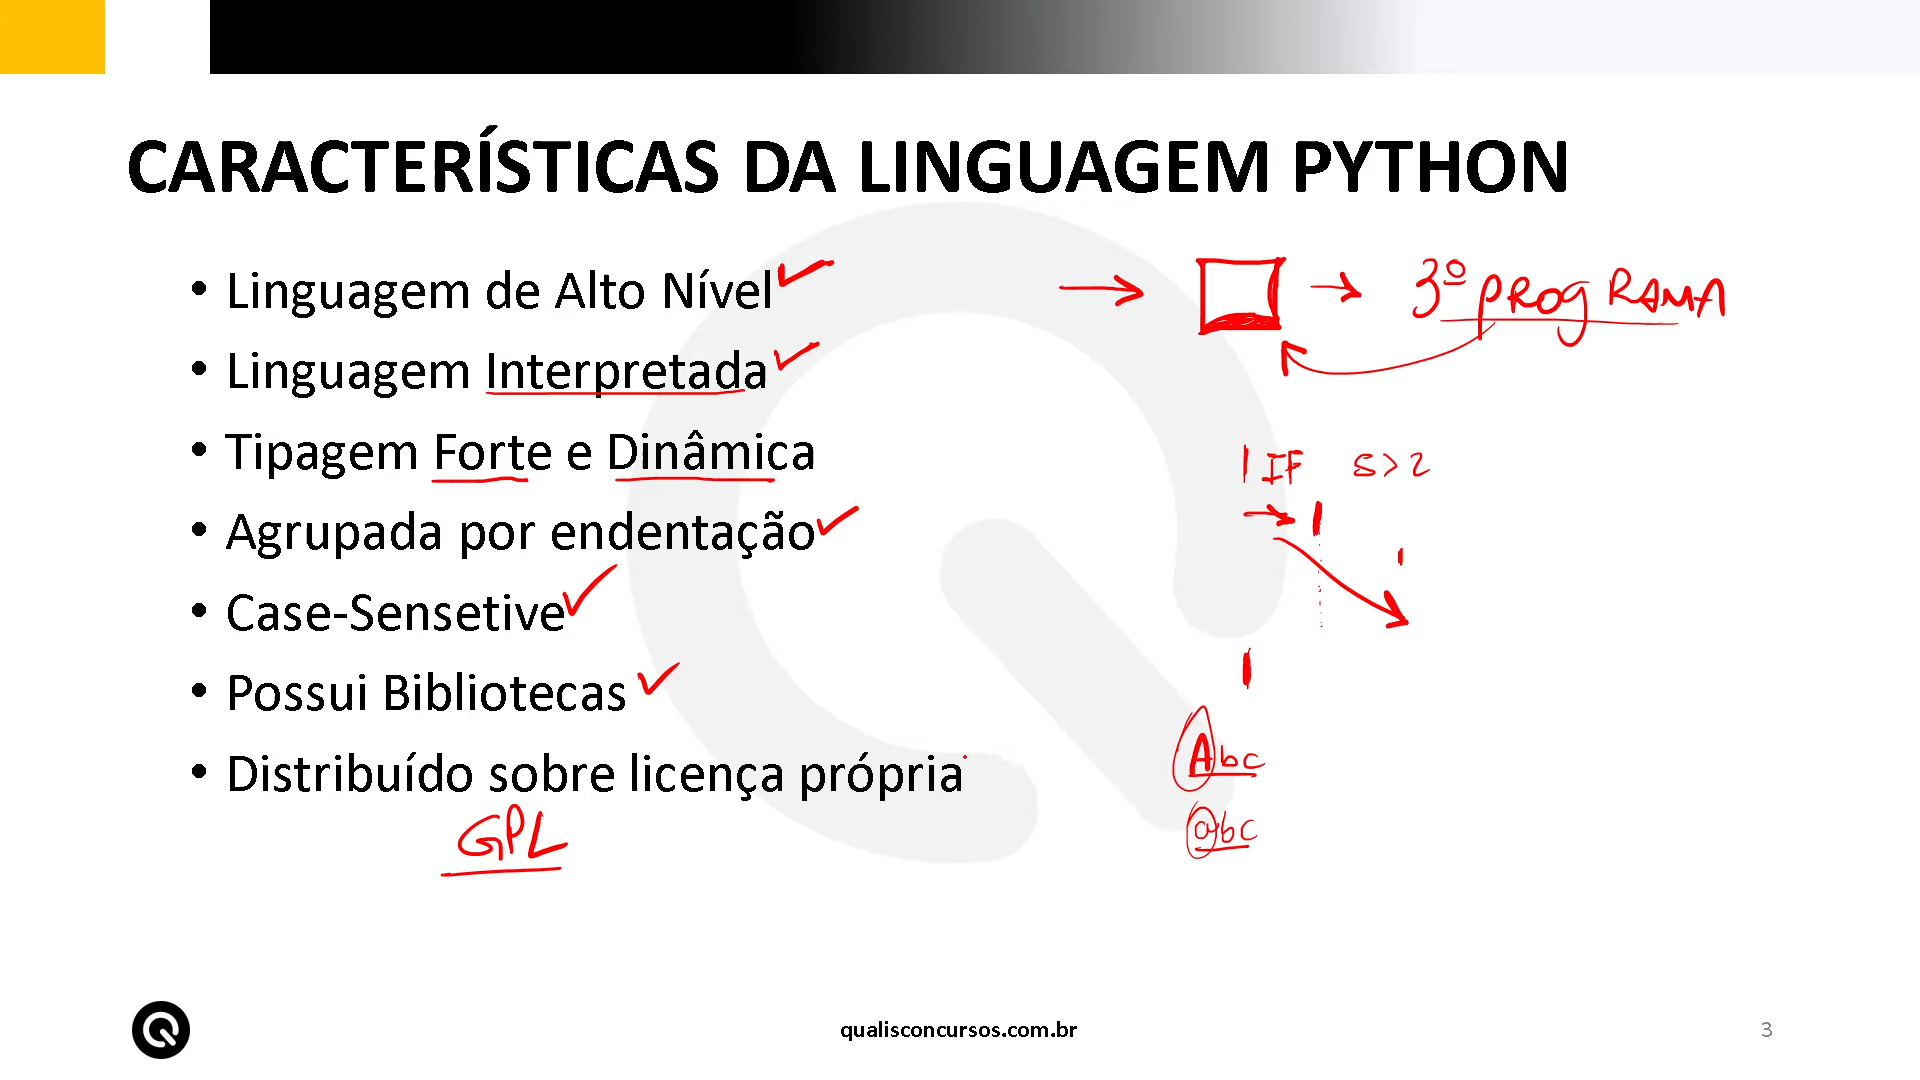 CARACTERÍSTICAS DA LINGUAGEM PYTHON
• Linguagem de Alto Nível
• Linguagem Interpretada
• Tipagem Forte e Dinâmica
• Agrupada por endentação
• Case-Sensetive
• Possui Bibliotecas
• Distribuído sobre licença própria
GPL
3º PROGRAMA
IF 5>2
Abc
abc
qualisconcursos.com.br
3